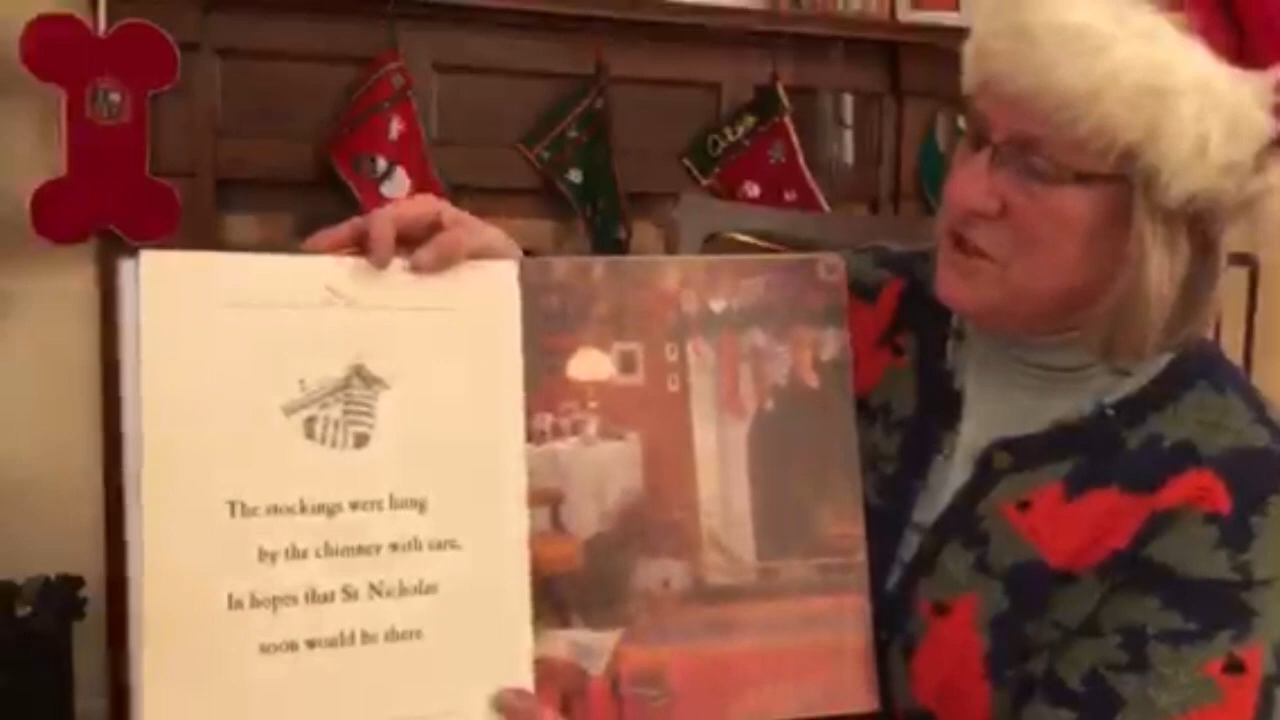 The stockings were hung
by the chimney with care,
In hopes that St Nicholas
soon would be there